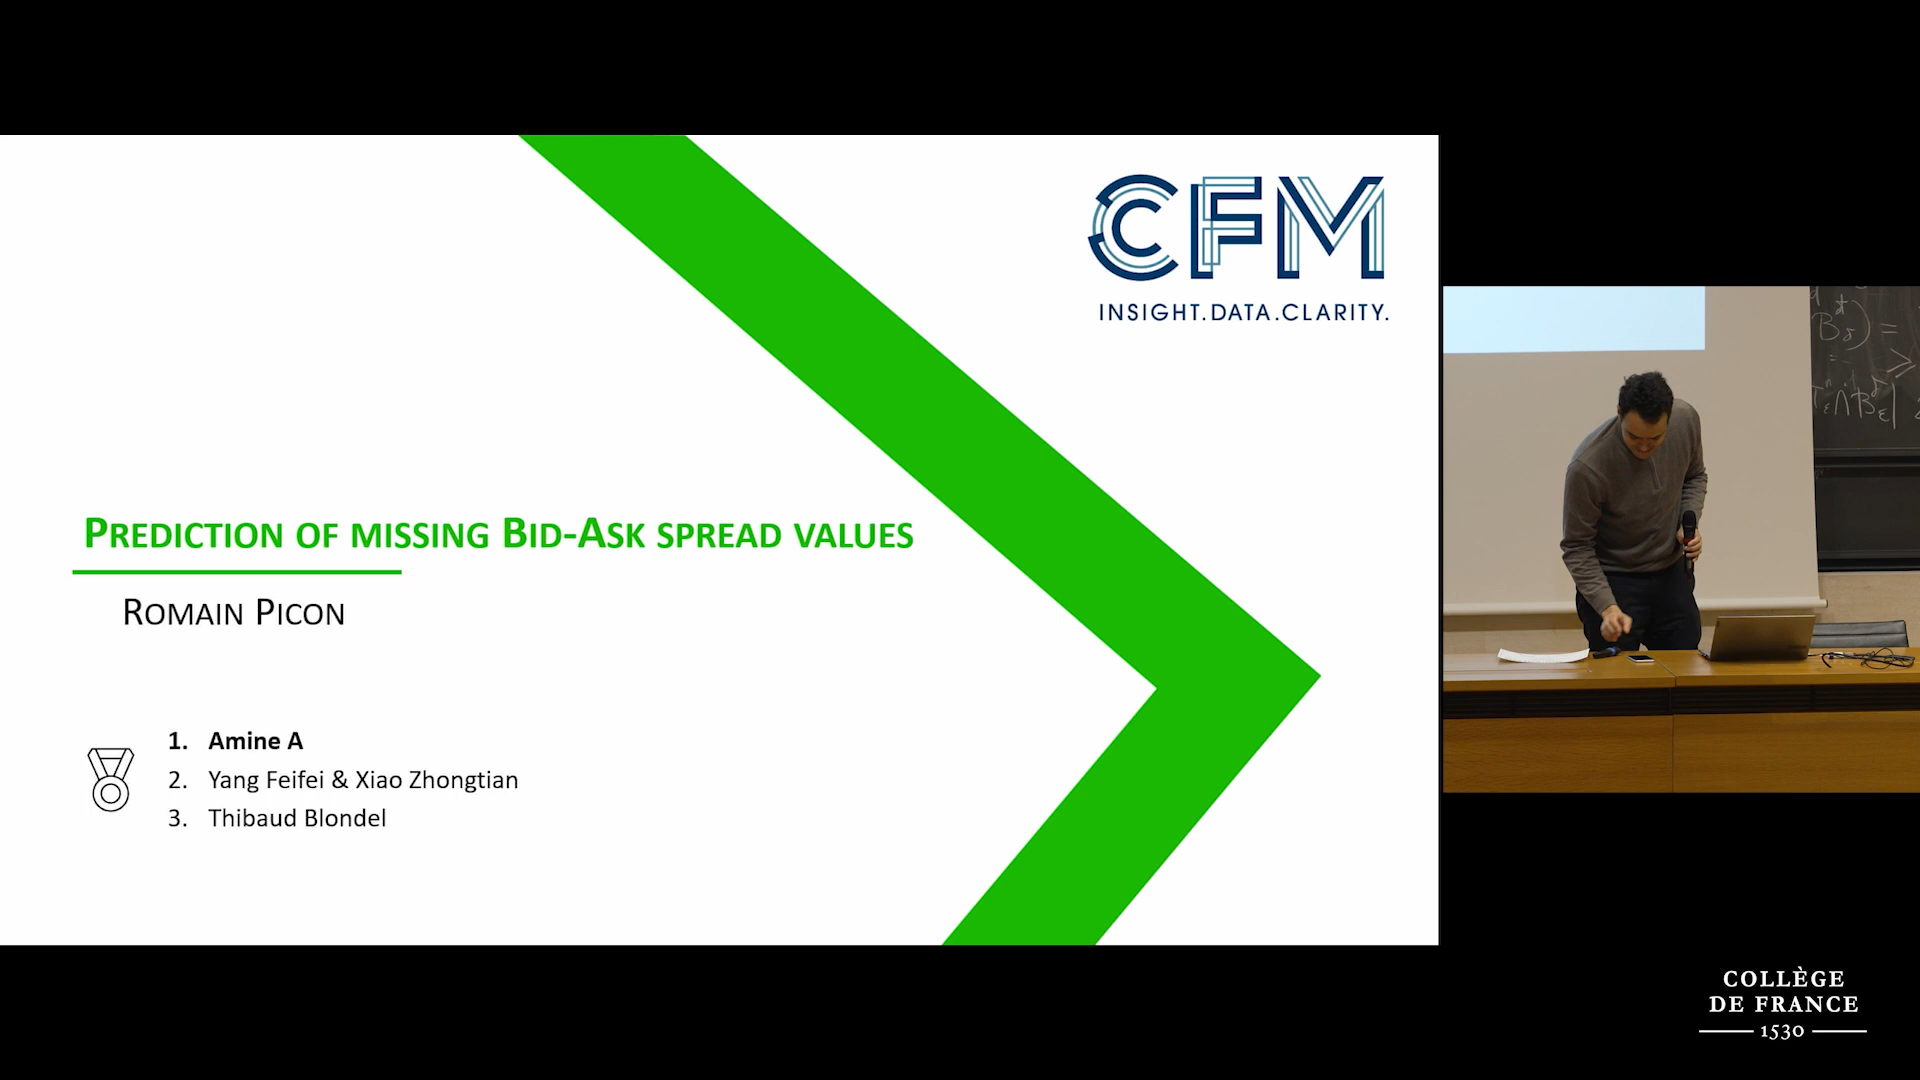 CFM
INSIGHT.DATA.CLARITY.
PREDICTION OF MISSING BID-ASK SPREAD VALUES
ROMAIN PICON
1. Amine A
2. Yang Feifei & Xiao Zhongtian
3. Thibaud Blondel
COLLÈGE
DE FRANCE
1530